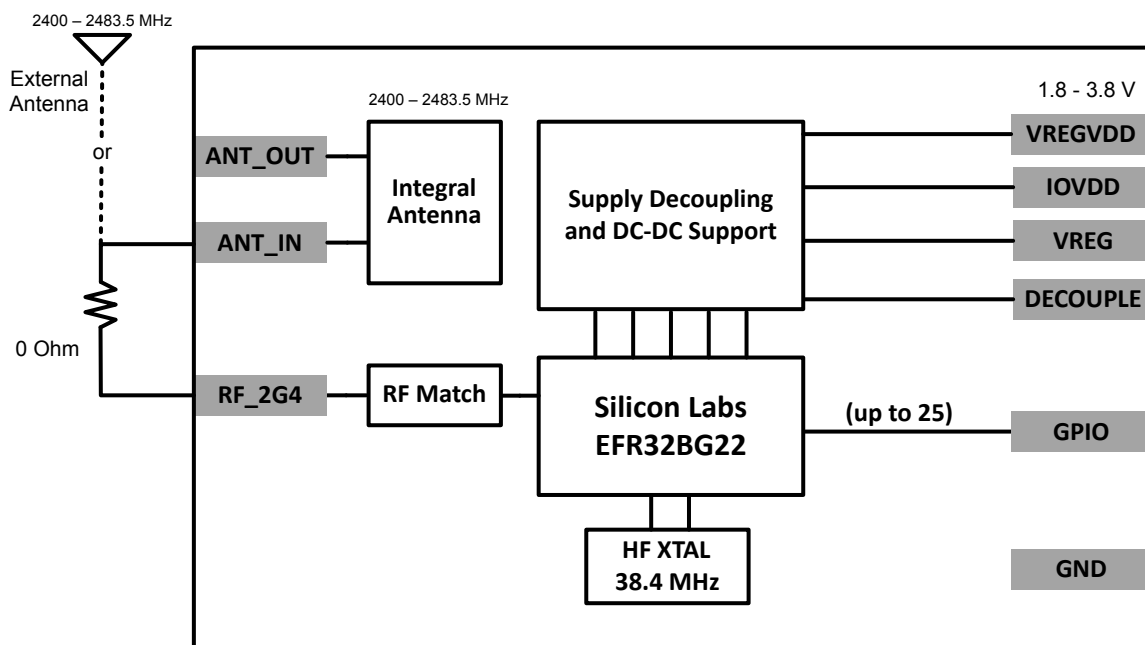 2400 – 2483.5 MHz
External
Antenna
or
0 Ohm
ANT_OUT
ANT_IN
RF_2G4
2400 – 2483.5 MHz
Integral
Antenna
RF Match
Supply Decoupling
and DC-DC Support
Silicon Labs
EFR32BG22
HF XTAL
38.4 MHz
(up to 25)
1.8 - 3.8 V
VREGVDD
IOVDD
VREG
DECOUPLE
GPIO
GND